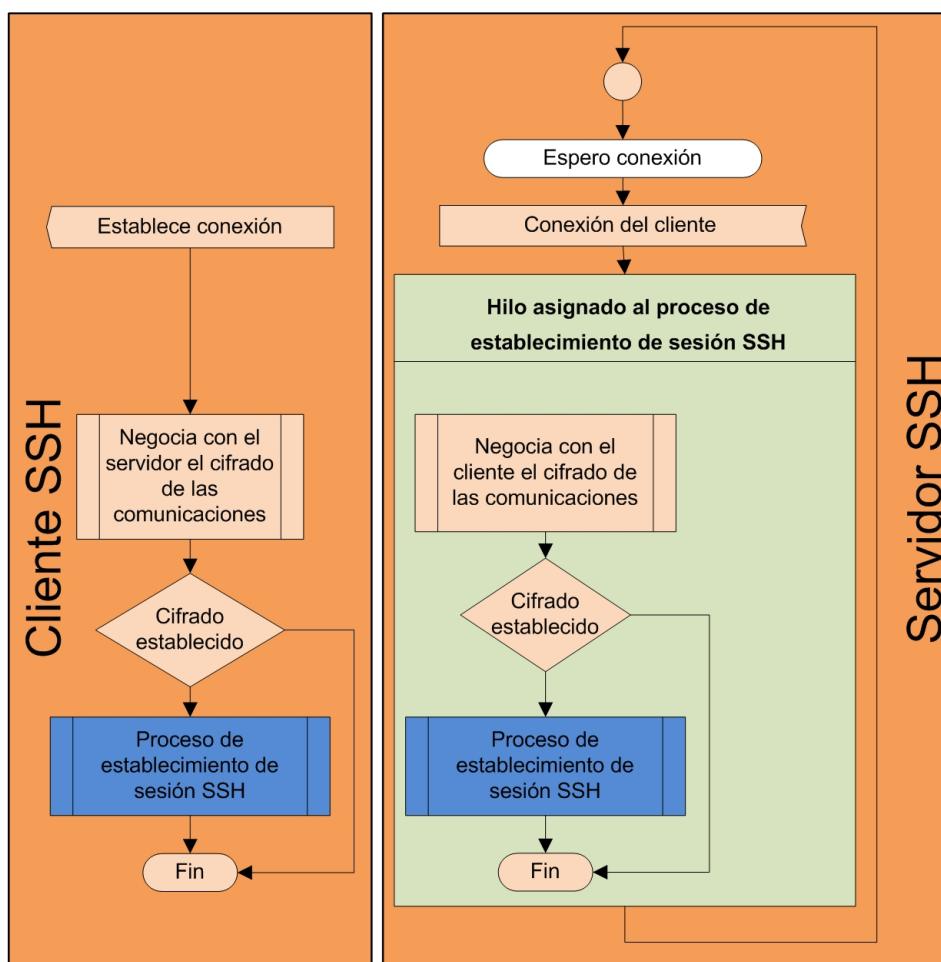 Cliente SSH
Establece conexión
Negocia con el
servidor el cifrado
de las
comunicaciones
Cifrado
establecido
Proceso de
establecimiento de
sesión SSH
Fin
Servidor SSH
Espero conexión
Conexión del cliente
Hilo asignado al proceso de
establecimiento de sesión SSH
Negocia con el
cliente el cifrado de
las comunicaciones
Cifrado
establecido
Proceso de
establecimiento de
sesión SSH
Fin